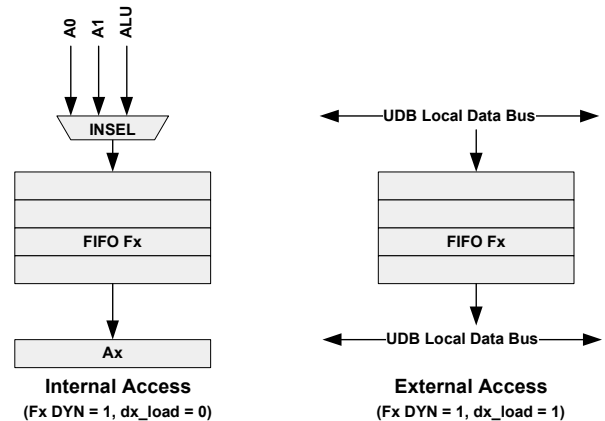 A0
A1
ALU
INSEL
FIFO Fx
Ax
Internal Access
(Fx DYN = 1, dx_load = 0)
UDB Local Data Bus
FIFO Fx
UDB Local Data Bus
External Access
(Fx DYN = 1, dx_load = 1)